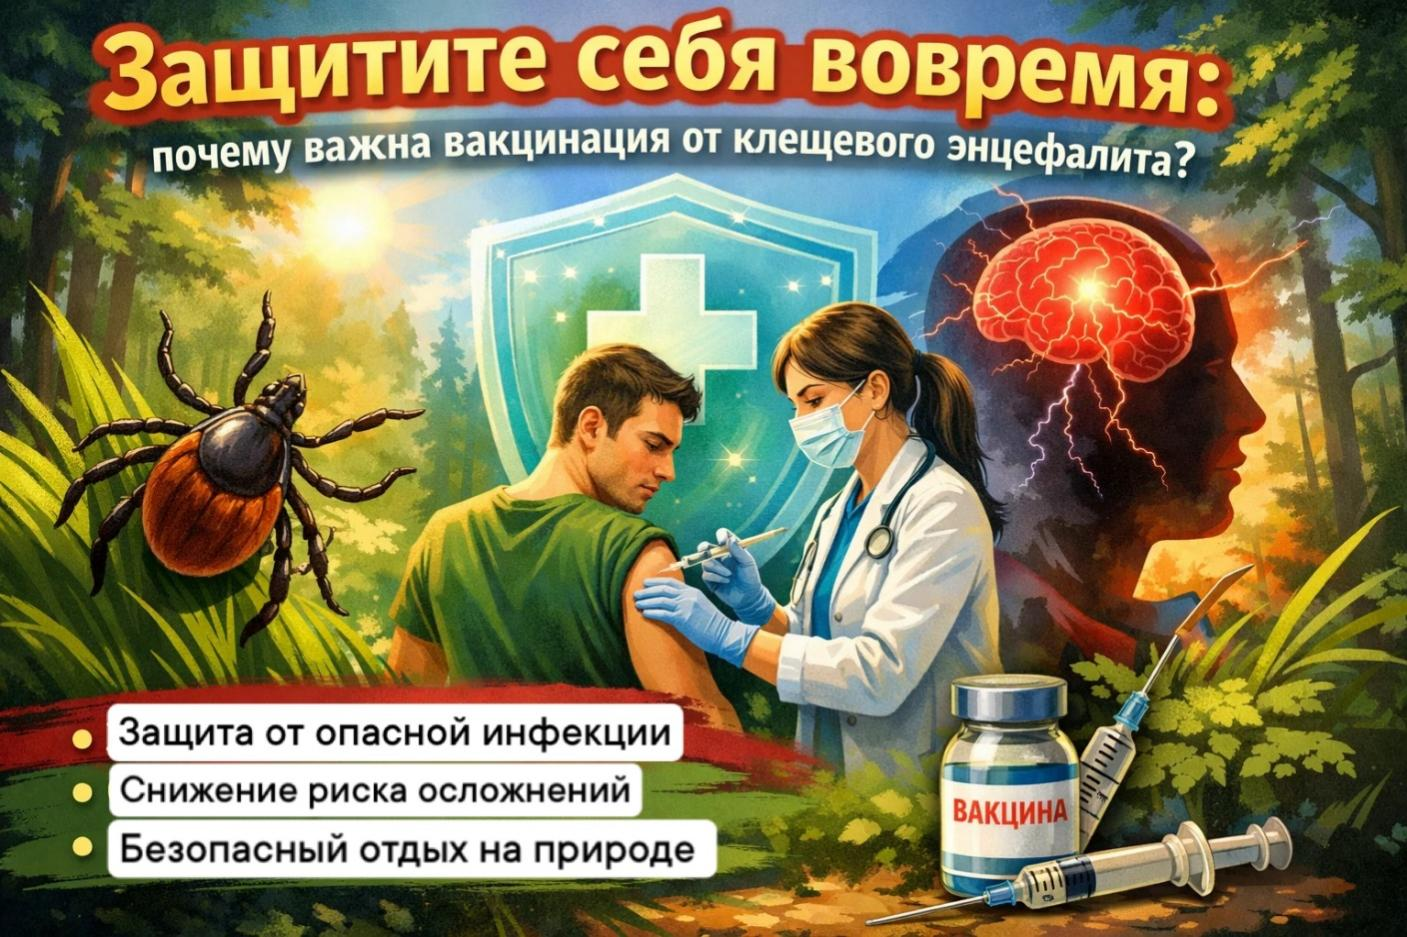 Защитите себя вовремя:
почему важна вакцинация от клещевого энцефалита?
Защита от опасной инфекции
Снижение риска осложнений
Безопасный отдых на природе
ВАКЦИНА